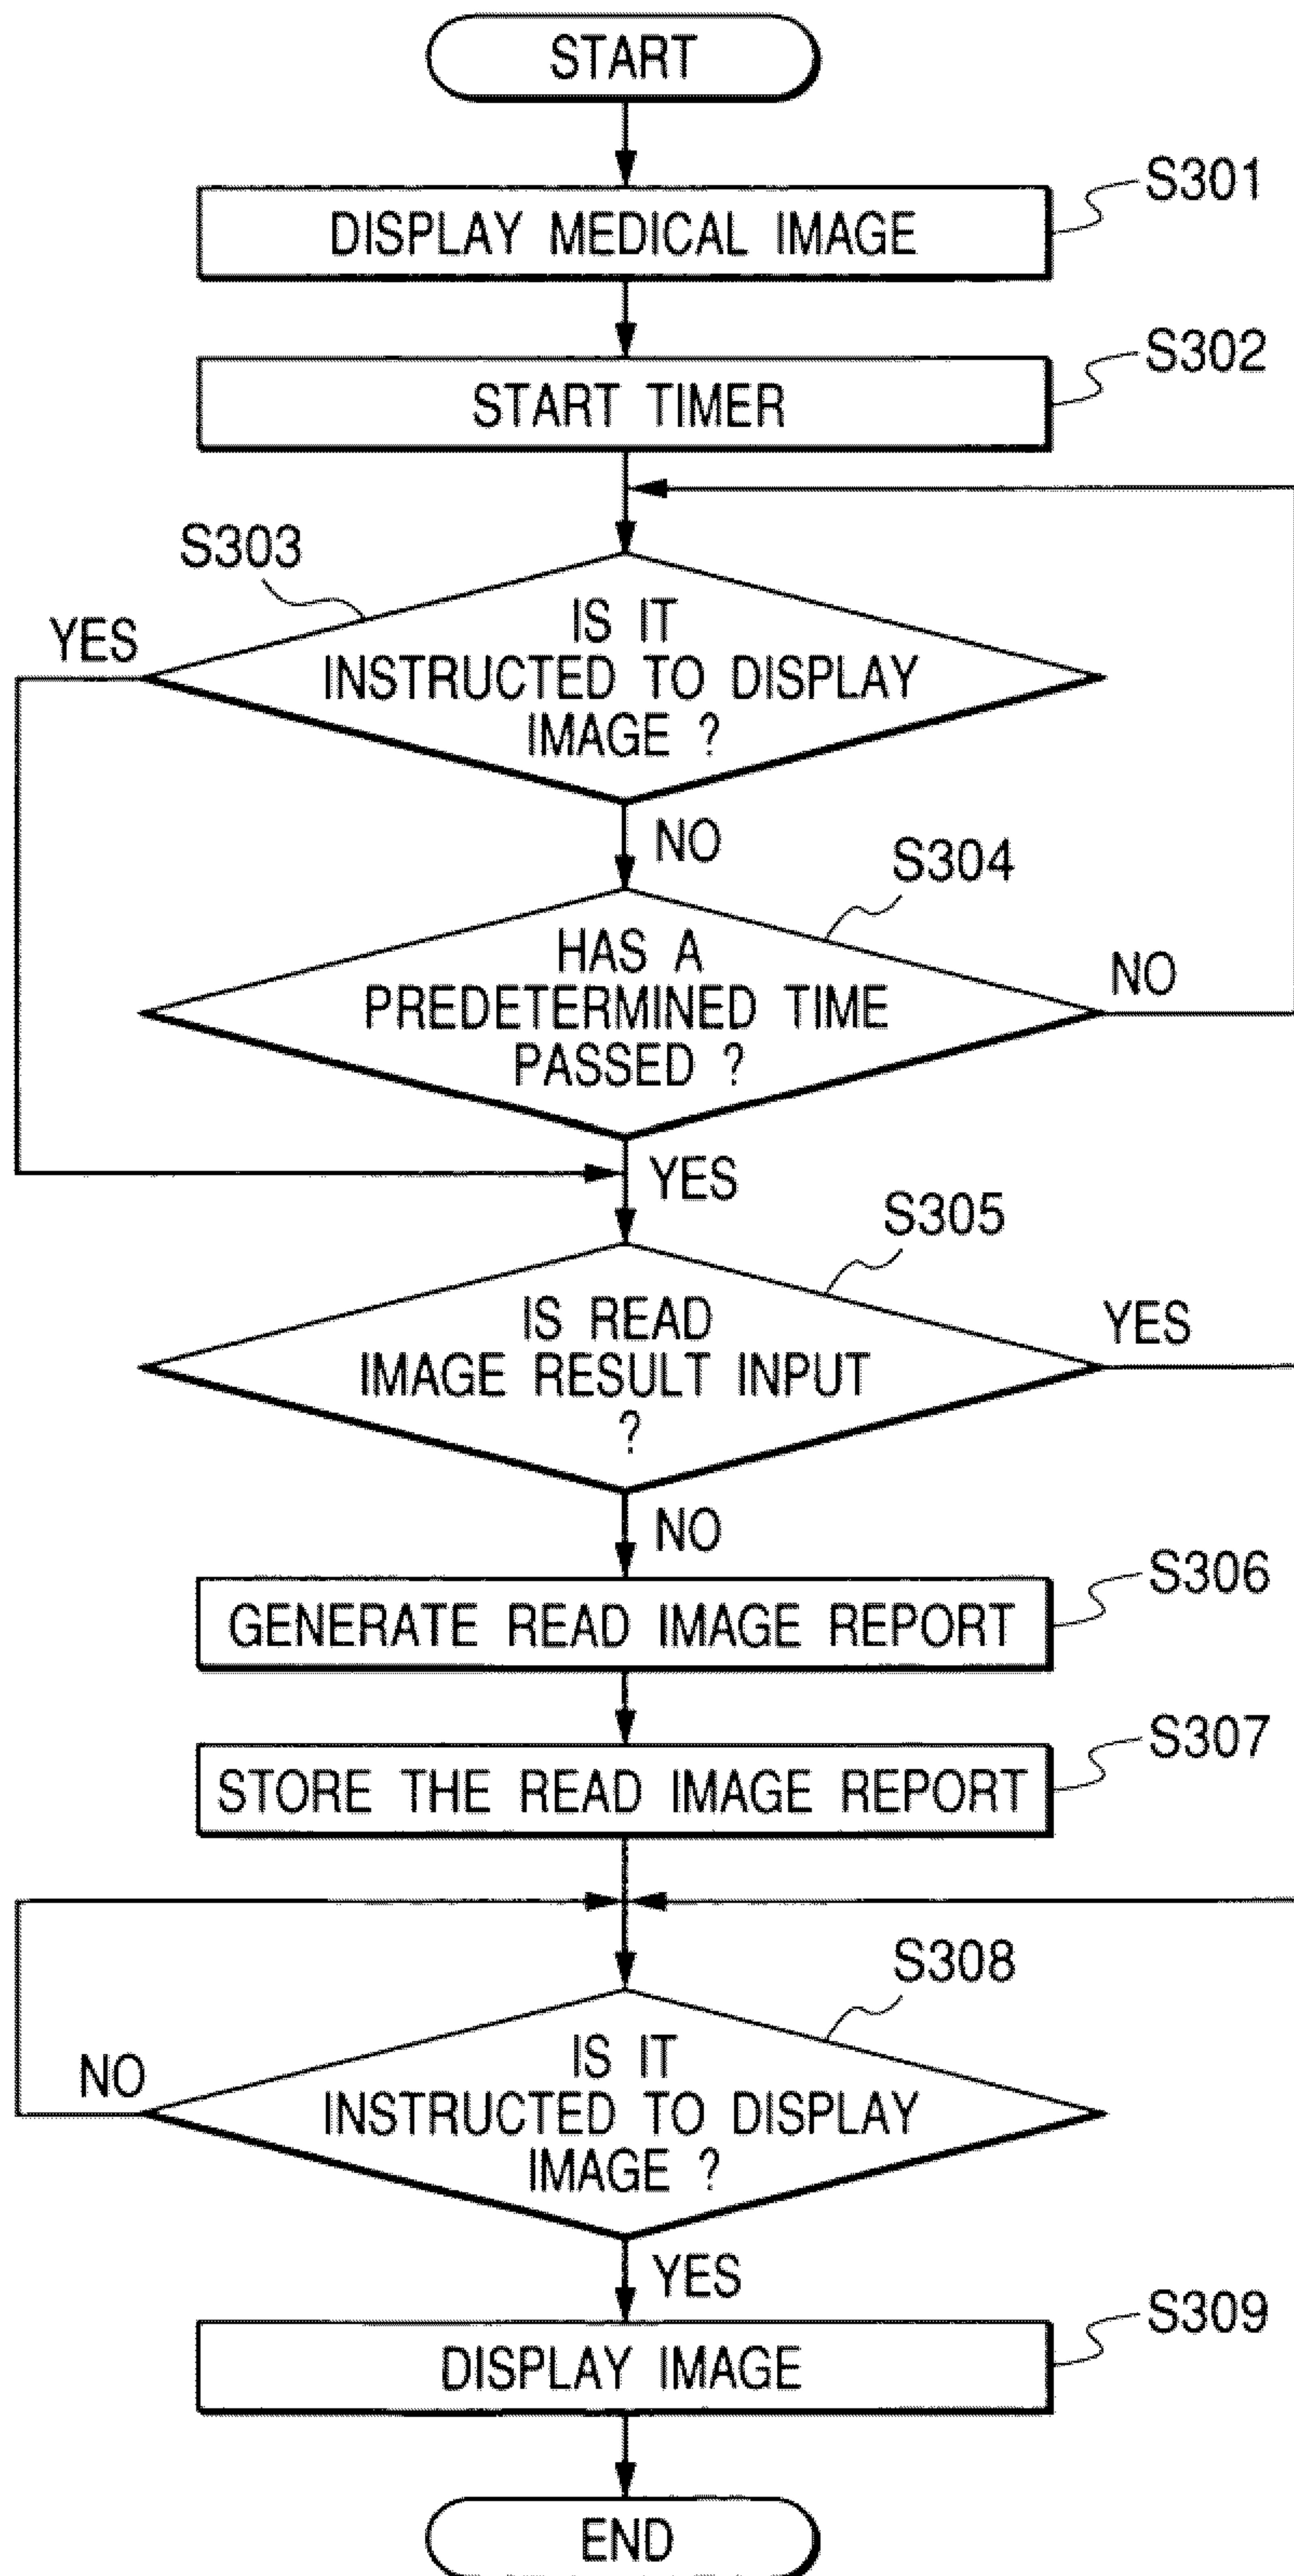 START
S301
DISPLAY MEDICAL IMAGE
S302
START TIMER
S303
YES
IS IT
INSTRUCTED TO DISPLAY
IMAGE ?
NO
S304
HAS A
PREDETERMINED TIME
PASSED ?
NO
YES
S305
IS READ
IMAGE RESULT INPUT
?
YES
NO
S306
GENERATE READ IMAGE REPORT
S307
STORE THE READ IMAGE REPORT
S308
IS IT
INSTRUCTED TO DISPLAY
IMAGE ?
NO
YES
S309
DISPLAY IMAGE
END